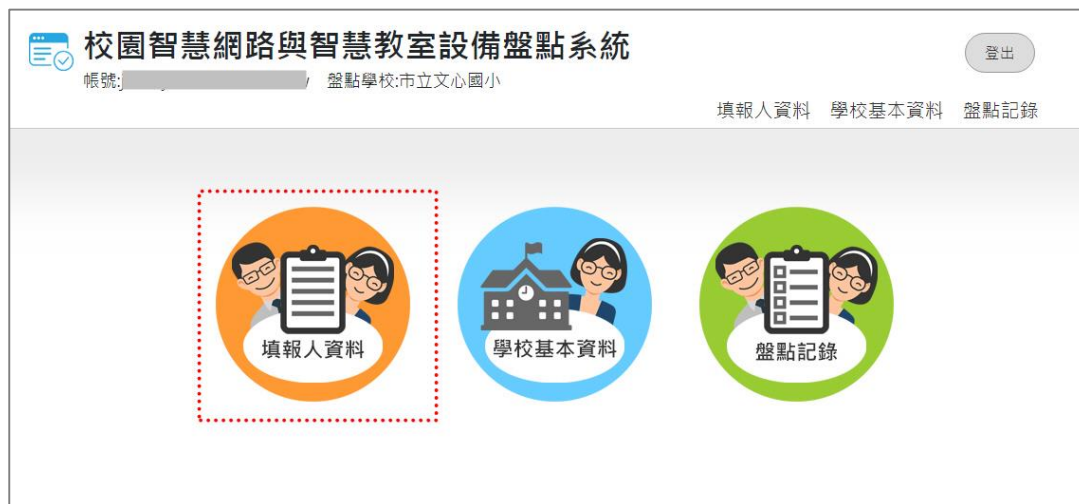 校園智慧網路與智慧教室設備盤點系統
登出
帳號: 盤點學校:市立文心國小
填報人資料 學校基本資料 盤點記錄
填報人資料
學校基本資料
盤點記錄